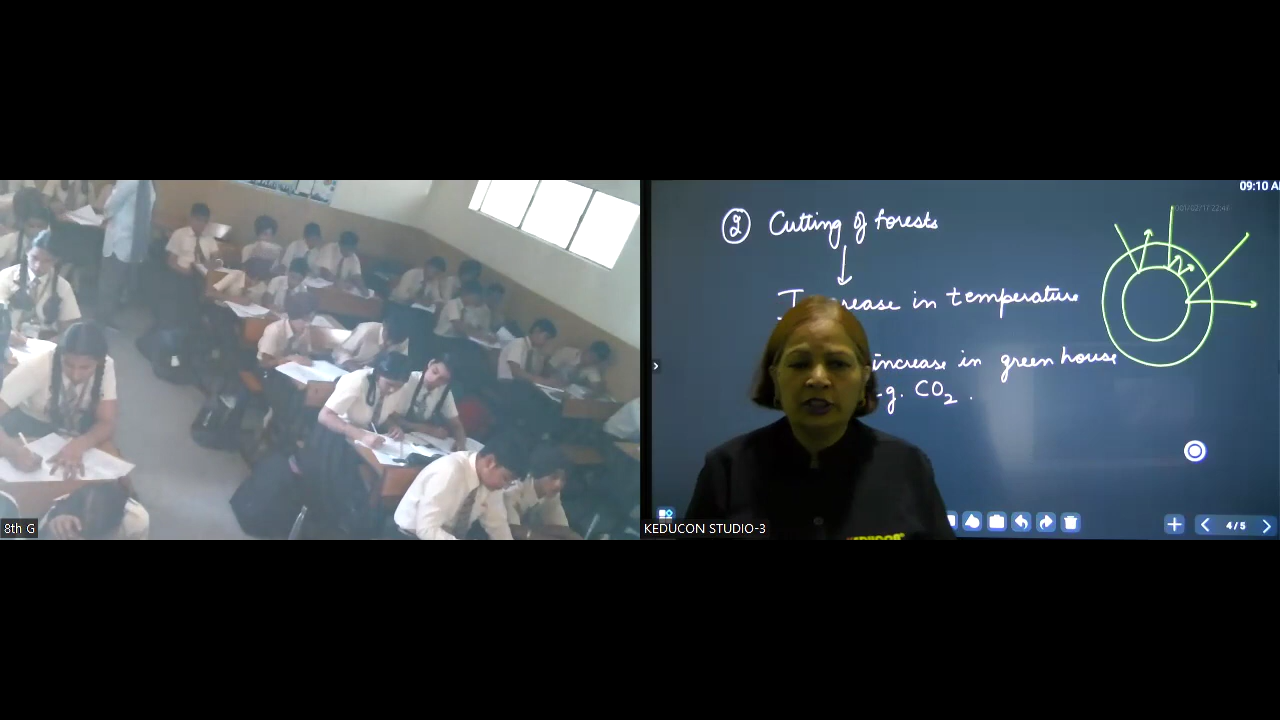 09:10 A
② Cutting of forests
↓
Increase in temperature
increase in green house
e.g. CO₂ .
8th G
KEDUCON STUDIO-3
4/5